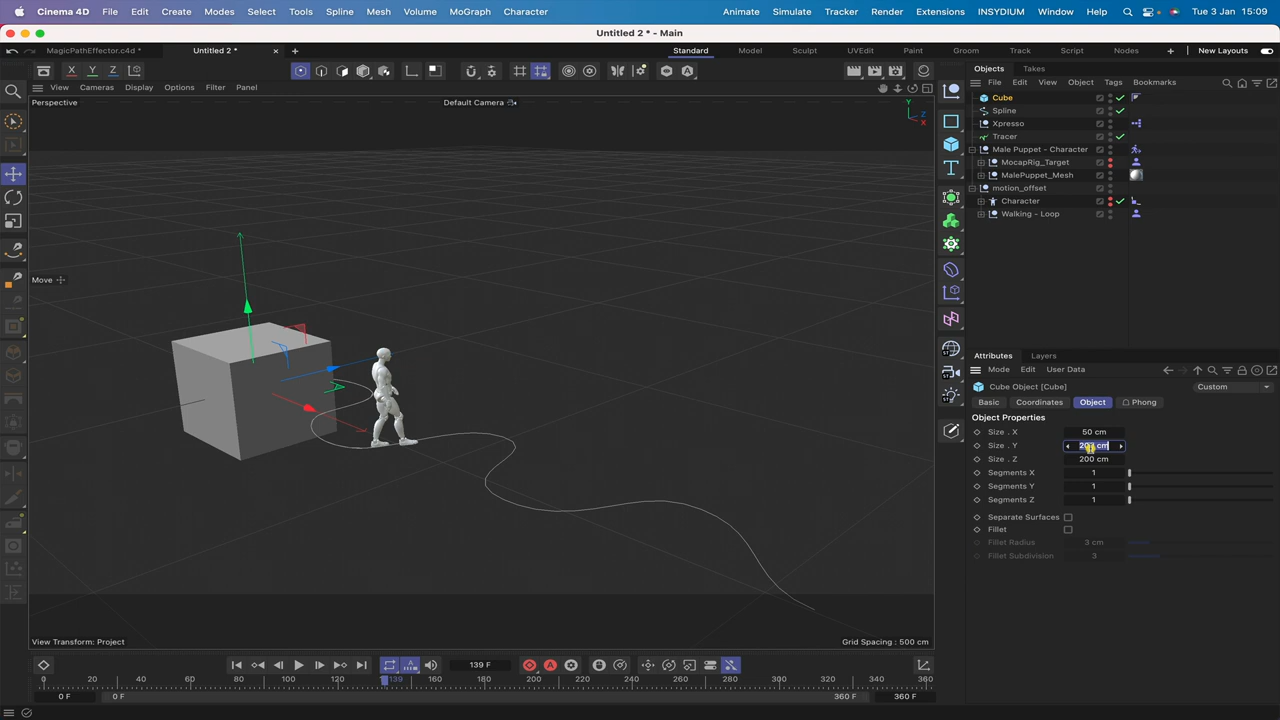 Cinema 4D File Edit Create Modes Select Tools Spline Mesh Volume MoGraph Character Animate Simulate Tracker Render Extensions INSYDIUM Window Help Tue 3 Jan 15:09
Untitled 2 * - Main
MagicPathEffector.c4d * Untitled 2 * Standard Model Sculpt UVEdit Paint Groom Track Script Nodes New Layouts
X Y Z
Objects Takes
View Cameras Display Options Filter Panel
File Edit View Object Tags Bookmarks
Perspective Default Camera
Y Z X
Cube
Spline
Xpresso
Tracer
Male Puppet - Character
MocapRig_Target
MalePuppet_Mesh
motion_offset
Character
Walking - Loop
Move
Attributes Layers
Mode Edit User Data
Cube Object [Cube] Custom
Basic Coordinates Object Phong
Object Properties
Size . X 50 cm
Size . Y cm
Size . Z 200 cm
Segments X 1
Segments Y 1
Segments Z 1
Separate Surfaces
Fillet
Fillet Radius 3 cm
Fillet Subdivision 3
View Transform: Project Grid Spacing : 500 cm
139 F
0 20 40 60 80 100 120 139 160 180 200 220 240 260 280 300 320 340 360
0 F 0 F 360 F 360 F